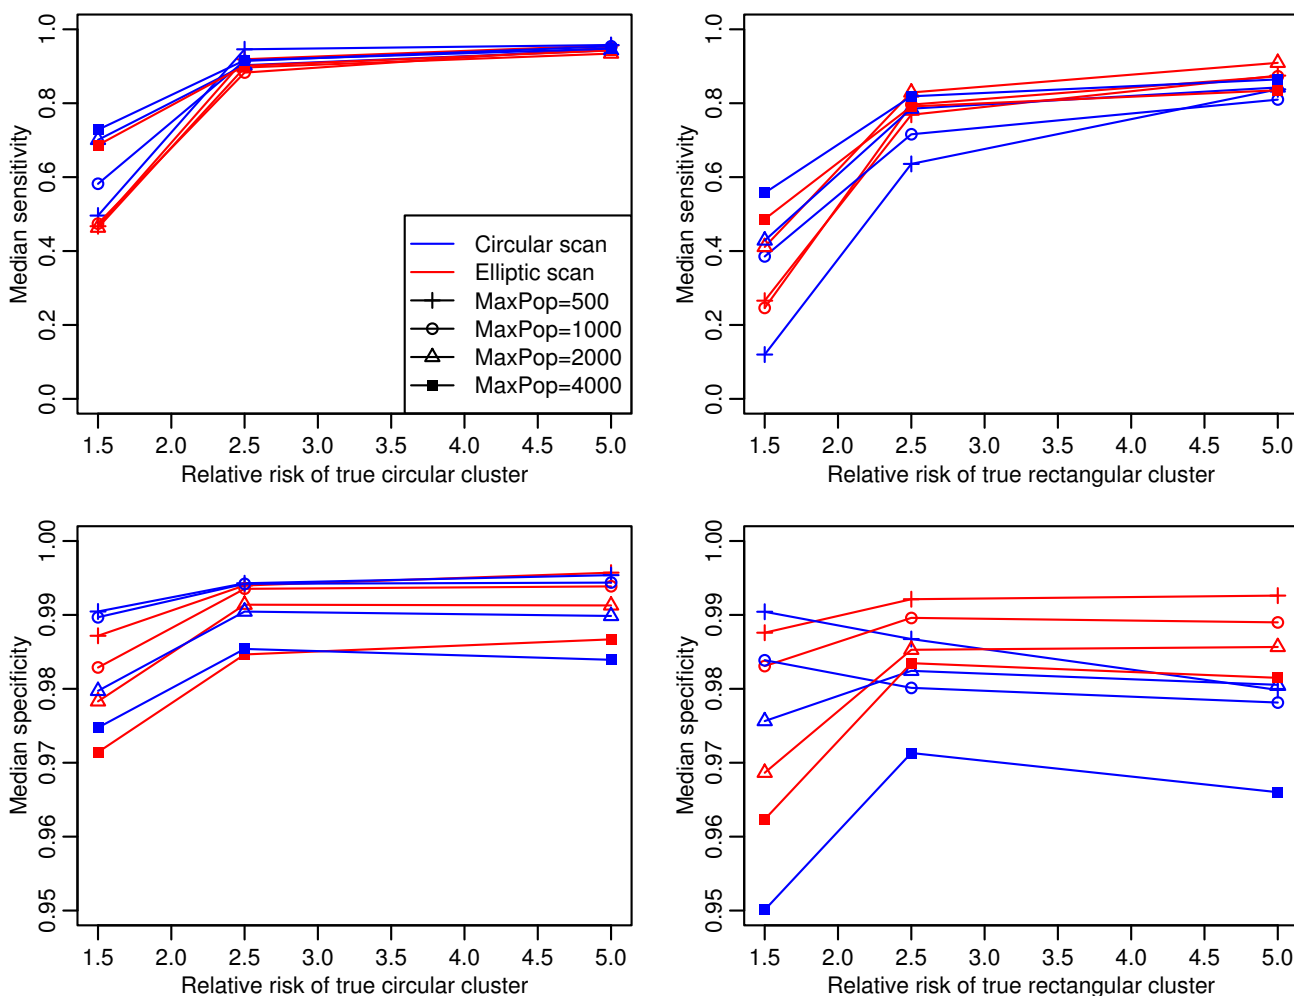 Median sensitivity
0.0 0.2 0.4 0.6 0.8 1.0
Circular scan
Elliptic scan
MaxPop=500
MaxPop=1000
MaxPop=2000
MaxPop=4000
1.5 2.0 2.5 3.0 3.5 4.0 4.5 5.0
Relative risk of true circular cluster
Median sensitivity
0.0 0.2 0.4 0.6 0.8 1.0
1.5 2.0 2.5 3.0 3.5 4.0 4.5 5.0
Relative risk of true rectangular cluster
Median specificity
0.95 0.96 0.97 0.98 0.99 1.00
1.5 2.0 2.5 3.0 3.5 4.0 4.5 5.0
Relative risk of true circular cluster
Median specificity
0.95 0.96 0.97 0.98 0.99 1.00
1.5 2.0 2.5 3.0 3.5 4.0 4.5 5.0
Relative risk of true rectangular cluster